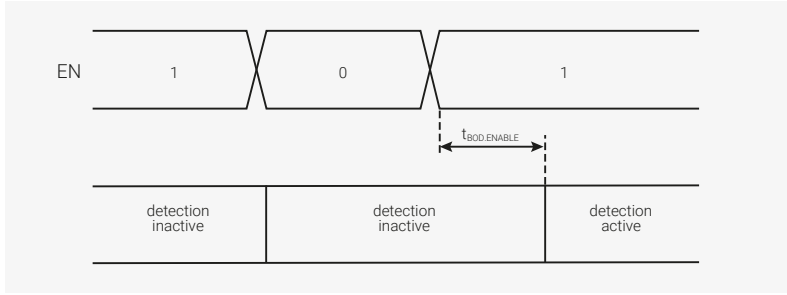 EN
1
0
1
tBOD.ENABLE
detection
inactive
detection
inactive
detection
active